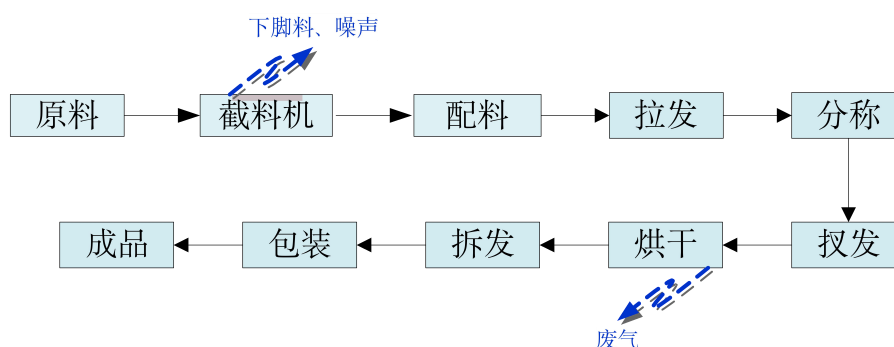 下脚料、噪声
原料
截料机
配料
拉发
分称
扠发
烘干
拆发
包装
成品
废气